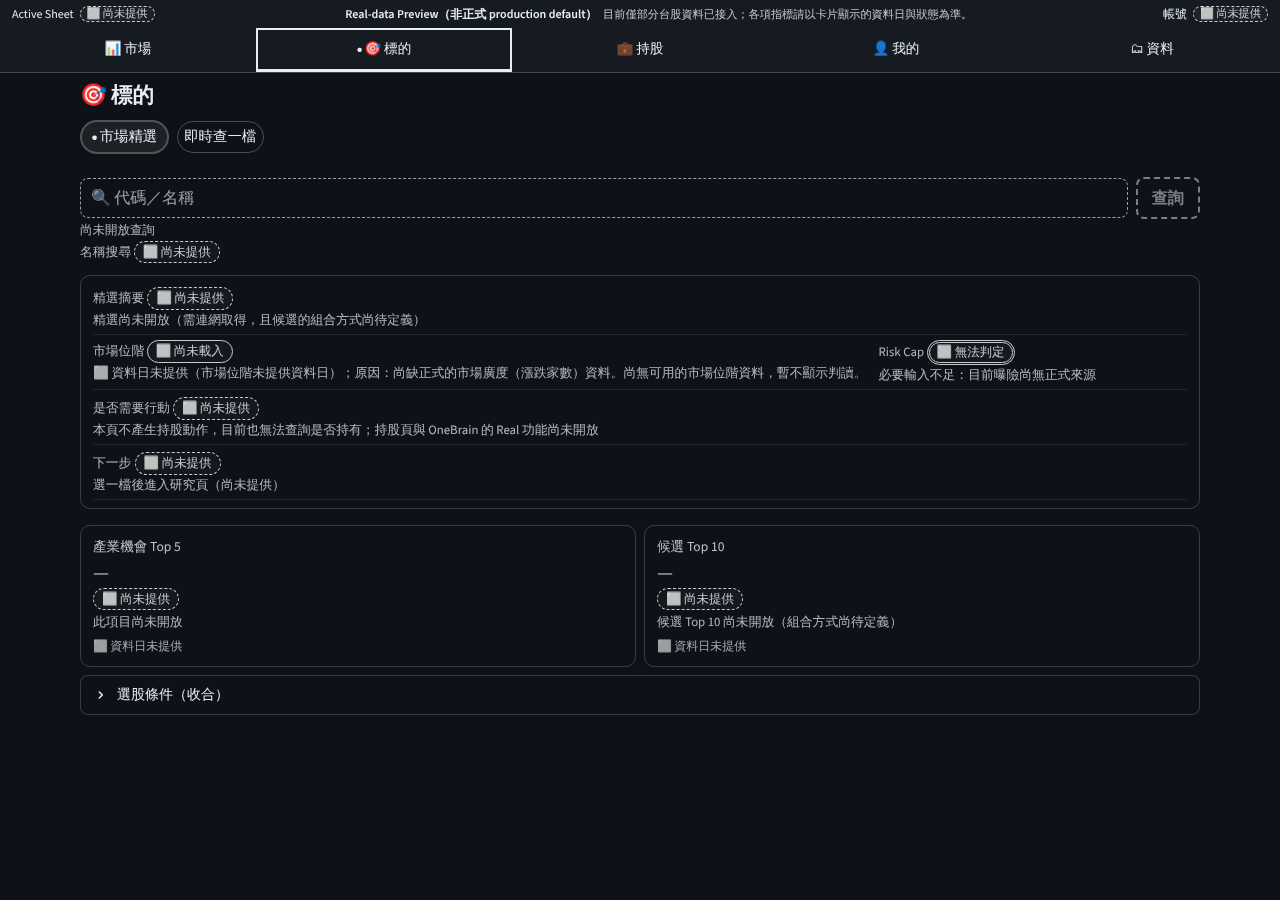 Active Sheet 尚未提供 Real-data Preview（非正式 production default） 目前僅部分台股資料已接入；各項指標請以卡片顯示的資料日與狀態為準。 帳號 尚未提供
市場 標的 持股 我的 資料
標的
市場精選 即時查一檔
代碼／名稱 查詢
尚未開放查詢
名稱搜尋 尚未提供
精選摘要 尚未提供
精選尚未開放（需連網取得，且候選的組合方式尚待定義）
市場位階 尚未載入
資料日未提供（市場位階未提供資料日）；原因：尚缺正式的市場廣度（漲跌家數）資料。尚無可用的市場位階資料，暫不顯示判讀。
Risk Cap 無法判定
必要輸入不足：目前曝險尚無正式來源
是否需要行動 尚未提供
本頁不產生持股動作，目前也無法查詢是否持有；持股頁與 OneBrain 的 Real 功能尚未開放
下一步 尚未提供
選一檔後進入研究頁（尚未提供）
產業機會 Top 5
—
尚未提供
此項目尚未開放
資料日未提供
候選 Top 10
—
尚未提供
候選 Top 10 尚未開放（組合方式尚待定義）
資料日未提供
選股條件（收合）